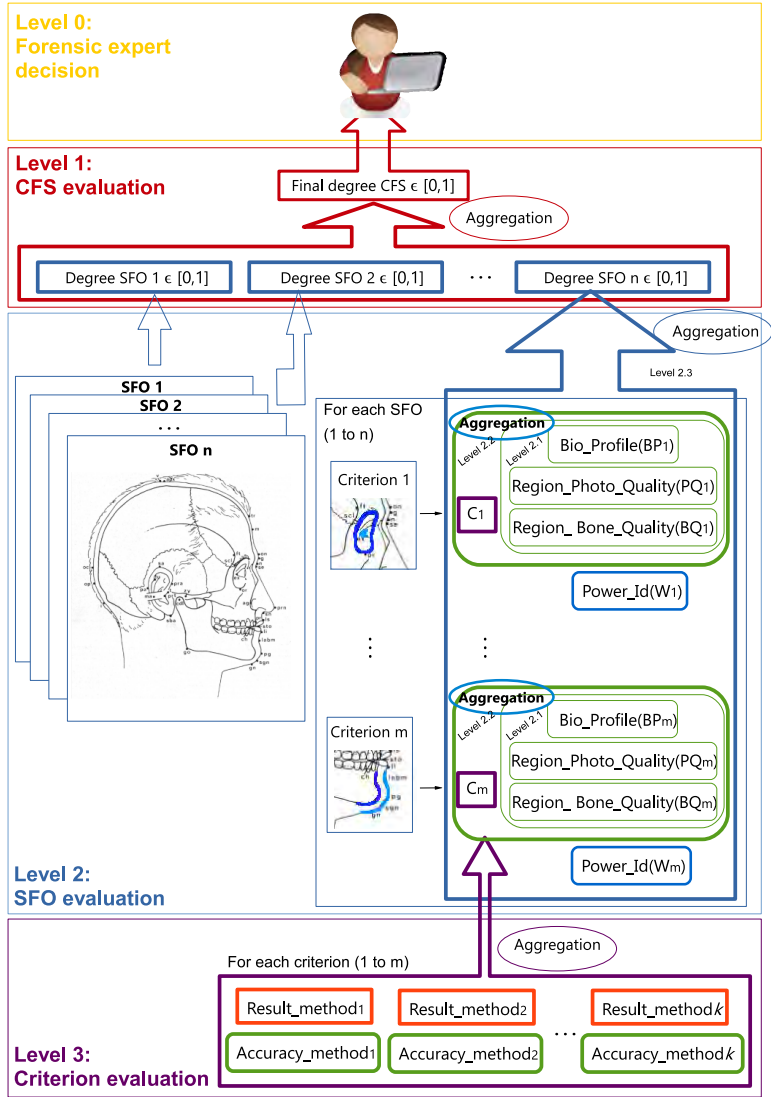 Level 0:
Forensic expert
decision
Level 1:
CFS evaluation
Final degree CFS ϵ [0,1]
Aggregation
Degree SFO 1 ϵ [0,1]
Degree SFO 2 ϵ [0,1]
...
Degree SFO n ϵ [0,1]
Aggregation
Level 2.3
SFO 1
SFO 2
...
SFO n
For each SFO
(1 to n)
Criterion 1
Aggregation
Level 2.2
Level 2.1
Bio_Profile(BP1)
Region_Photo_Quality(PQ1)
C1
Region_ Bone_Quality(BQ1)
Power_Id(W1)
...
...
Criterion m
Aggregation
Level 2.2
Level 2.1
Bio_Profile(BPm)
Region_Photo_Quality(PQm)
Cm
Region_ Bone_Quality(BQm)
Power_Id(Wm)
Level 2:
SFO evaluation
Aggregation
For each criterion (1 to m)
Result_method1
Result_method2
...
Result_methodk
Accuracy_method1
Accuracy_method2
Accuracy_methodk
Level 3:
Criterion evaluation